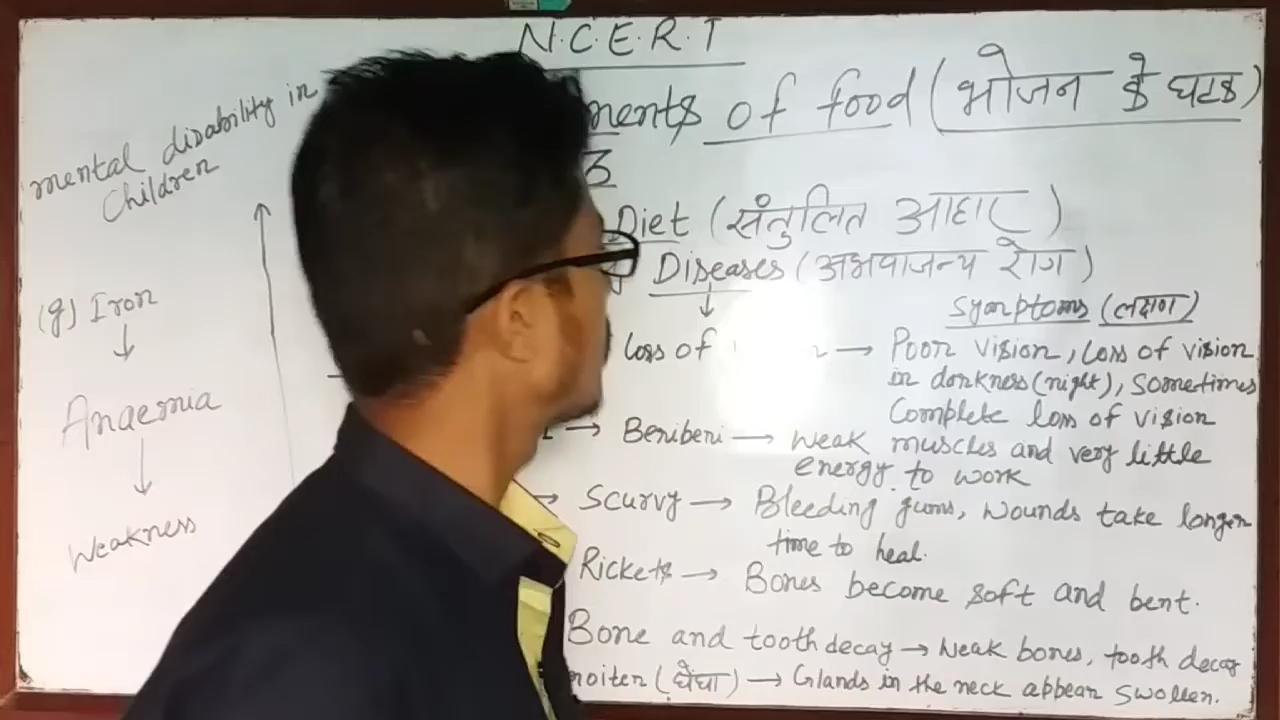 N.C.E.R.T
of food (भोजन के घटक)
Diet (संतुलित आहार)
Diseases (अभावजन्य रोग)
Symptoms (लक्षण)
loss of → Poor vision, loss of vision
in darkness (night), sometimes
Complete loss of vision
→ Beriberi → weak muscles and very little
energy to work
→ Scurvy → Bleeding gums, wounds take longer
time to heal.
Rickets → Bones become soft and bent.
Bone and tooth decay → Weak bones, tooth decay
(घेंघा) → Glands in the neck appear swollen.
mental disability in
Children
(g) Iron
↓
Anaemia
↓
Weakness